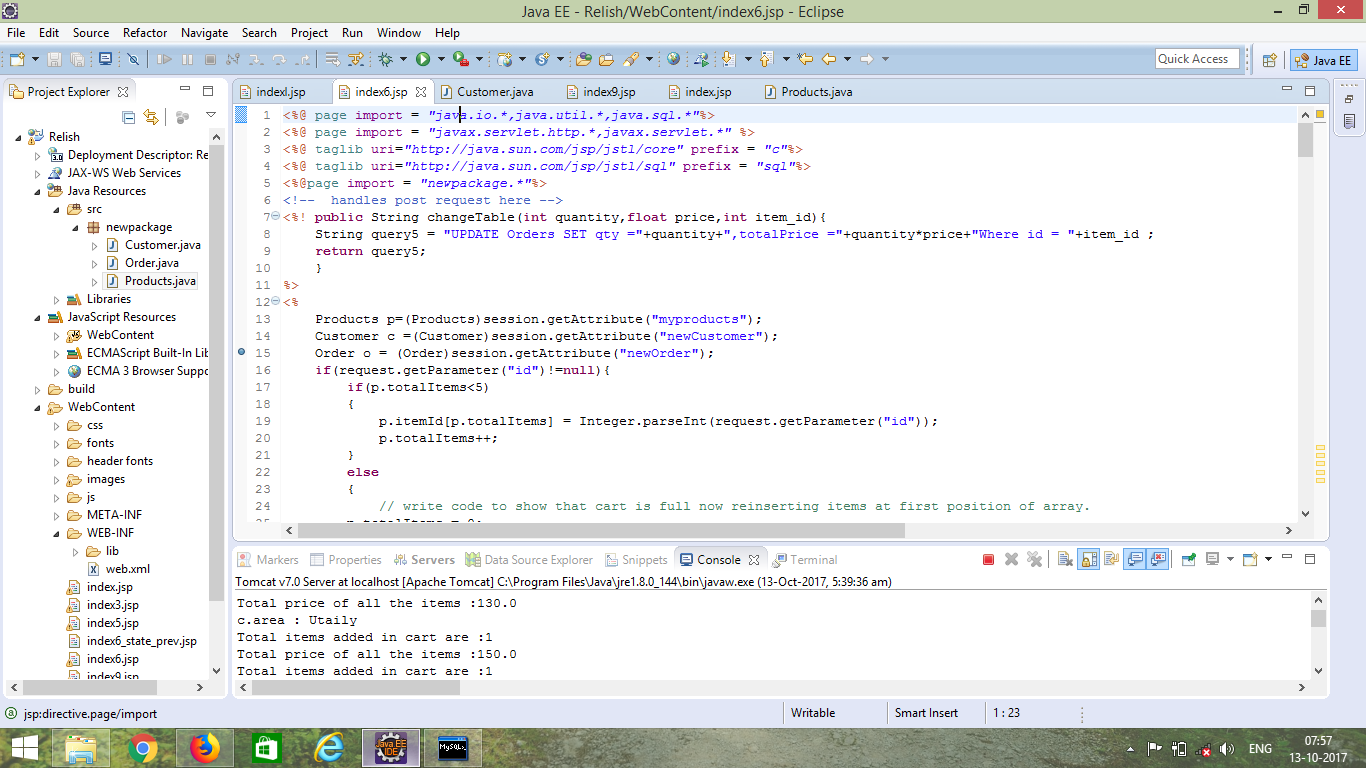 Java EE - Relish/WebContent/index6.jsp - Eclipse
File Edit Source Refactor Navigate Search Project Run Window Help
Quick Access
Java EE
Project Explorer
Relish
Deployment Descriptor: Re
JAX-WS Web Services
Java Resources
src
newpackage
Customer.java
Order.java
Products.java
Libraries
JavaScript Resources
WebContent
ECMAScript Built-In Lib
ECMA 3 Browser Suppo
build
WebContent
css
fonts
header fonts
images
js
META-INF
WEB-INF
lib
web.xml
index.jsp
index3.jsp
index5.jsp
index6_state_prev.jsp
index6.jsp
index9.jsp
indexl.jsp index6.jsp Customer.java index9.jsp index.jsp Products.java
1 <%@ page import = "java.io.*,java.util.*,java.sql.*"%>
2 <%@ page import = "javax.servlet.http.*,javax.servlet.*" %>
3 <%@ taglib uri="http://java.sun.com/jsp/jstl/core" prefix = "c"%>
4 <%@ taglib uri="http://java.sun.com/jsp/jstl/sql" prefix = "sql"%>
5 <%@page import = "newpackage.*"%>
6 <!-- handles post request here -->
7 <%! public String changeTable(int quantity,float price,int item_id){
8 String query5 = "UPDATE Orders SET qty ="+quantity+",totalPrice ="+quantity*price+"Where id = "+item_id ;
9 return query5;
10 }
11 %>
12 <%
13 Products p=(Products)session.getAttribute("myproducts");
14 Customer c =(Customer)session.getAttribute("newCustomer");
15 Order o = (Order)session.getAttribute("newOrder");
16 if(request.getParameter("id")!=null){
17 if(p.totalItems<5)
18 {
19 p.itemId[p.totalItems] = Integer.parseInt(request.getParameter("id"));
20 p.totalItems++;
21 }
22 else
23 {
24 // write code to show that cart is full now reinserting items at first position of array.
25 p.totalItems = 0;
Markers Properties Servers Data Source Explorer Snippets Console Terminal
Tomcat v7.0 Server at localhost [Apache Tomcat] C:\Program Files\Java\jre1.8.0_144\bin\javaw.exe (13-Oct-2017, 5:39:36 am)
Total price of all the items :130.0
c.area : Utaily
Total items added in cart are :1
Total price of all the items :150.0
Total items added in cart are :1
jsp:directive.page/import
Writable
Smart Insert
1 : 23
Java EE
IDE
MySQL
ENG
07:57
13-10-2017